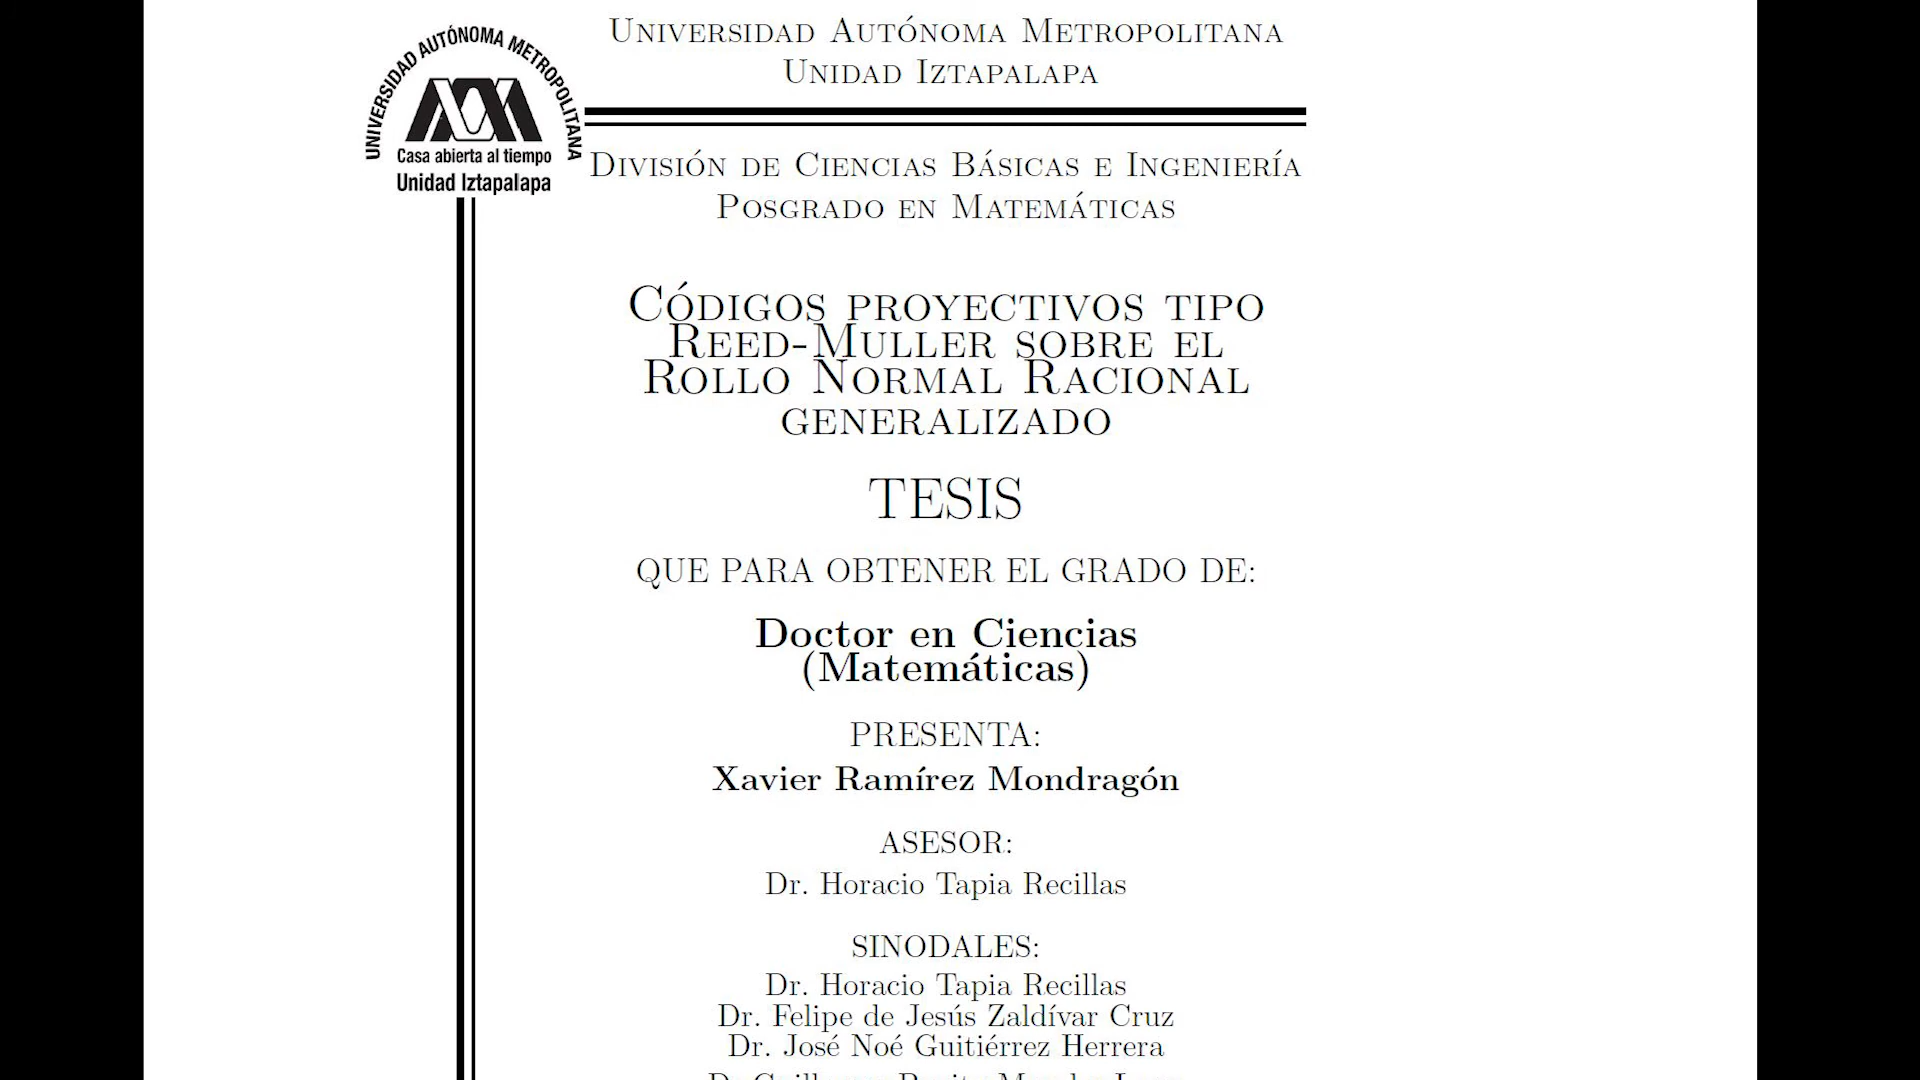 UNIVERSIDAD AUTÓNOMA METROPOLITANA
Casa abierta al tiempo
Unidad Iztapalapa
Universidad Autónoma Metropolitana
Unidad Iztapalapa
División de Ciencias Básicas e Ingeniería
Posgrado en Matemáticas
Códigos proyectivos tipo
Reed-Muller sobre el
Rollo Normal Racional
generalizado
TESIS
QUE PARA OBTENER EL GRADO DE:
Doctor en Ciencias
(Matemáticas)
PRESENTA:
Xavier Ramírez Mondragón
ASESOR:
Dr. Horacio Tapia Recillas
SINODALES:
Dr. Horacio Tapia Recillas
Dr. Felipe de Jesús Zaldívar Cruz
Dr. José Noé Guitiérrez Herrera